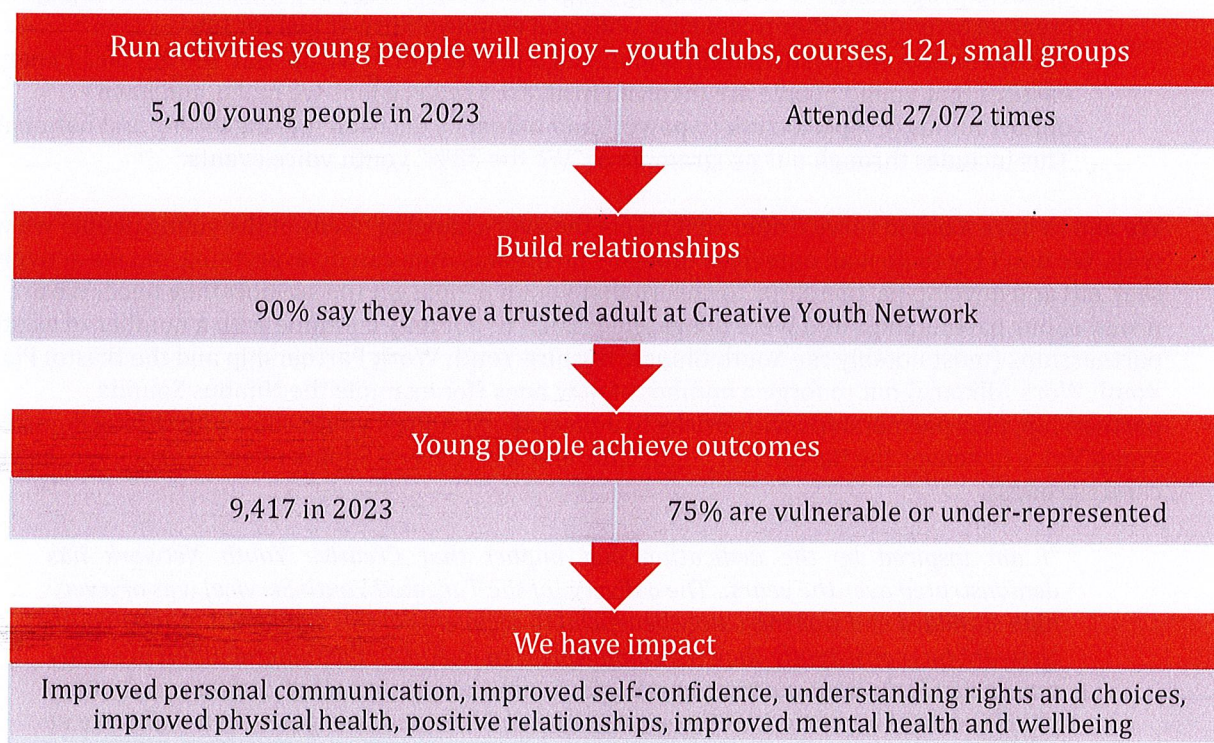 Run activities young people will enjoy – youth clubs, courses, 121, small groups
5,100 young people in 2023
Attended 27,072 times
Build relationships
90% say they have a trusted adult at Creative Youth Network
Young people achieve outcomes
9,417 in 2023
75% are vulnerable or under-represented
We have impact
Improved personal communication, improved self-confidence, understanding rights and choices,
improved physical health, positive relationships, improved mental health and wellbeing